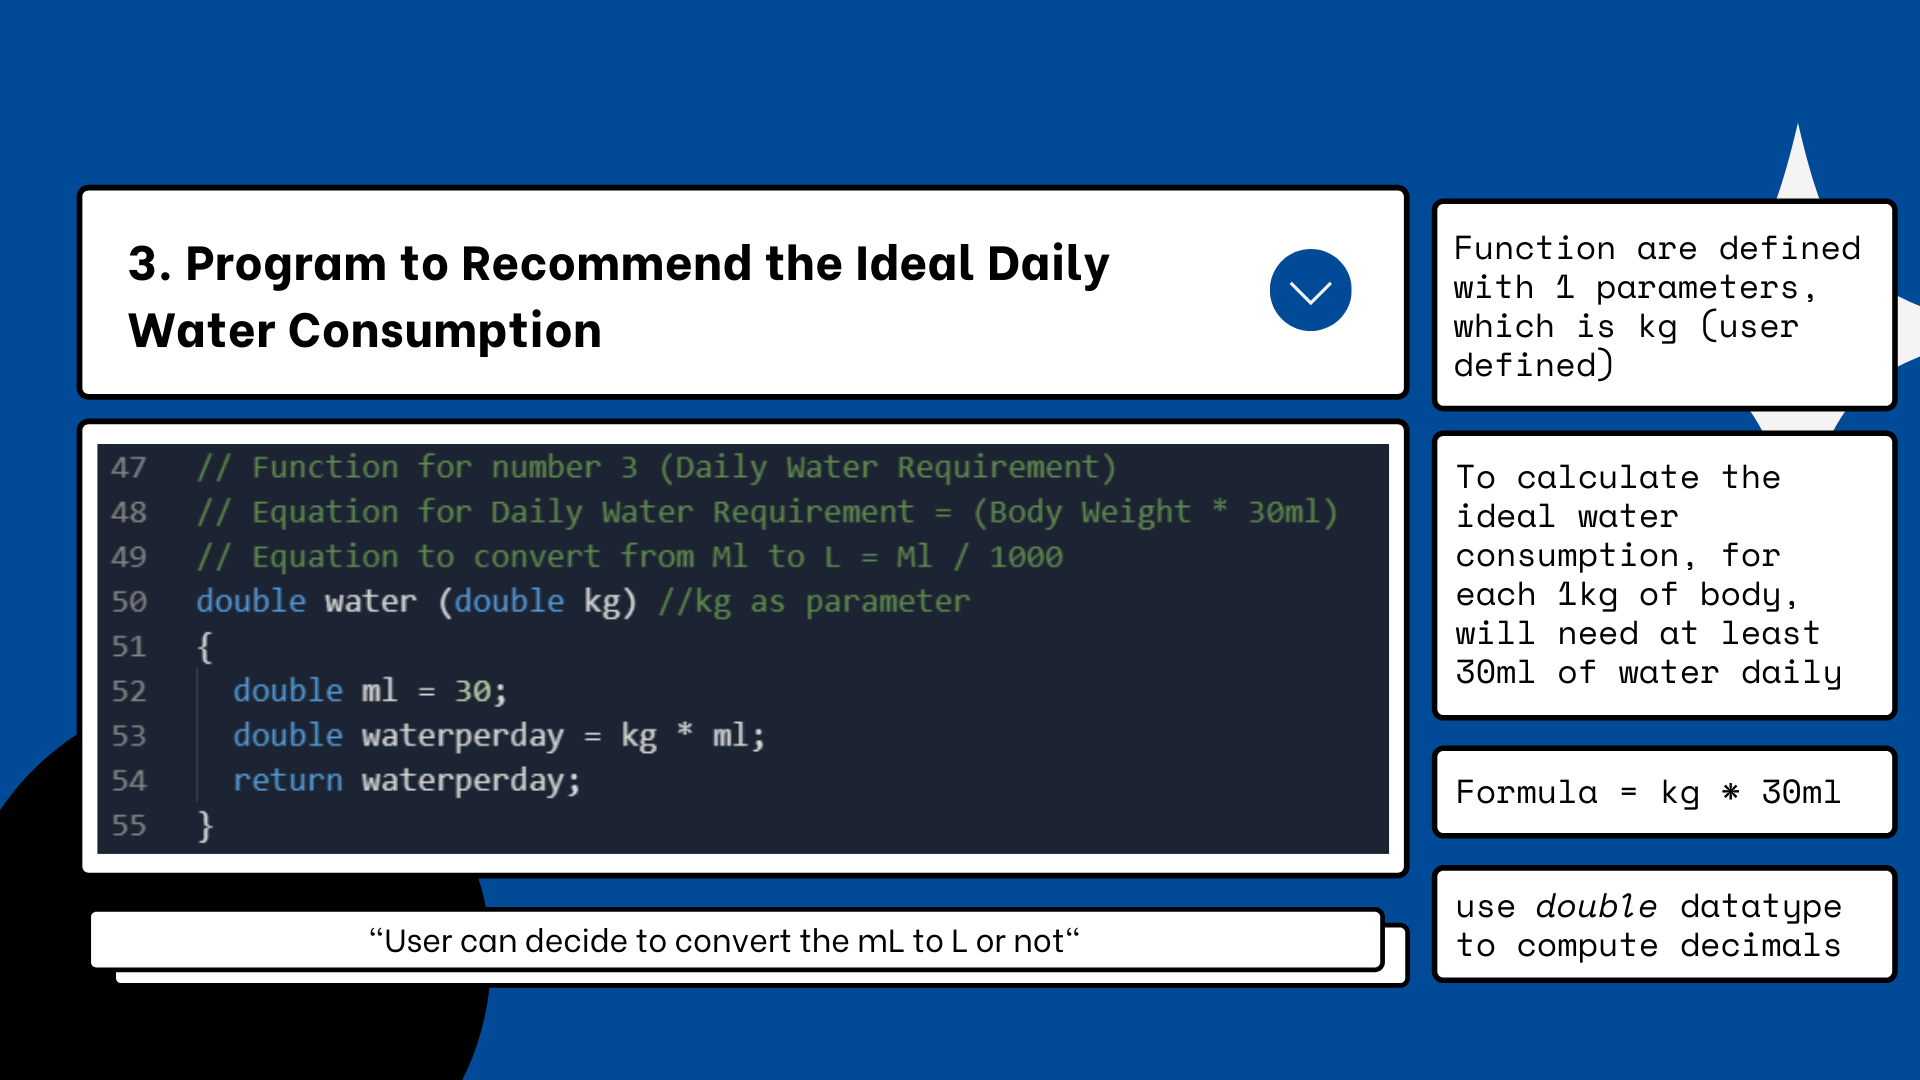 3. Program to Recommend the Ideal Daily
Water Consumption
47 // Function for number 3 (Daily Water Requirement)
48 // Equation for Daily Water Requirement = (Body Weight * 30ml)
49 // Equation to convert from Ml to L = Ml / 1000
50 double water (double kg) //kg as parameter
51 {
52 double ml = 30;
53 double waterperday = kg * ml;
54 return waterperday;
55 }
“User can decide to convert the mL to L or not“
Function are defined
with 1 parameters,
which is kg (user
defined)
To calculate the
ideal water
consumption, for
each 1kg of body,
will need at least
30ml of water daily
Formula = kg * 30ml
use double datatype
to compute decimals